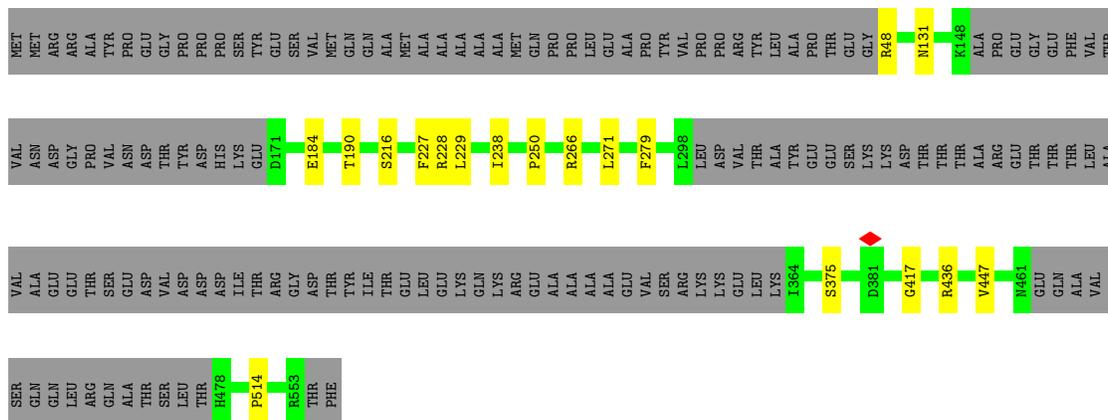 MET MET ARG ARG ALA TYR PRO GLU GLY PRO PRO PRO SER TYR GLU SER VAL MET GLN GLN ALA MET ALA ALA ALA ALA ALA MET GLN PRO PRO LEU GLU ALA PRO TYR VAL PRO PRO ARG TYR LEU ALA PRO THR GLU GLY R48 N131 K148 ALA PRO GLU GLY GLU PHE VAL
VAL ASN ASP GLY PRO VAL ASN ASP THR TYR ASP HIS LYS GLU D171 E184 T190 S216 F227 R228 L229 I238 P250 R266 L271 F279 L298 LEU ASP VAL THR ALA TYR GLU GLU SER LYS LYS ASP THR THR THR ALA ARG GLU THR THR THR LEU
VAL ALA GLU GLU THR SER GLU ASP VAL ASP ASP ASP ILE THR ARG GLY ASP THR TYR ILE THR GLU LEU GLU LYS GLN LYS ARG GLU ALA ALA ALA ALA GLU VAL SER ARG LYS LYS GLU LEU LYS I364 S375 D381 G417 R436 V447 N461 GLU GLN ALA VAL
SER GLN GLN LEU ARG GLN ALA THR SER LEU THR H478 P514 R553 THR PHE